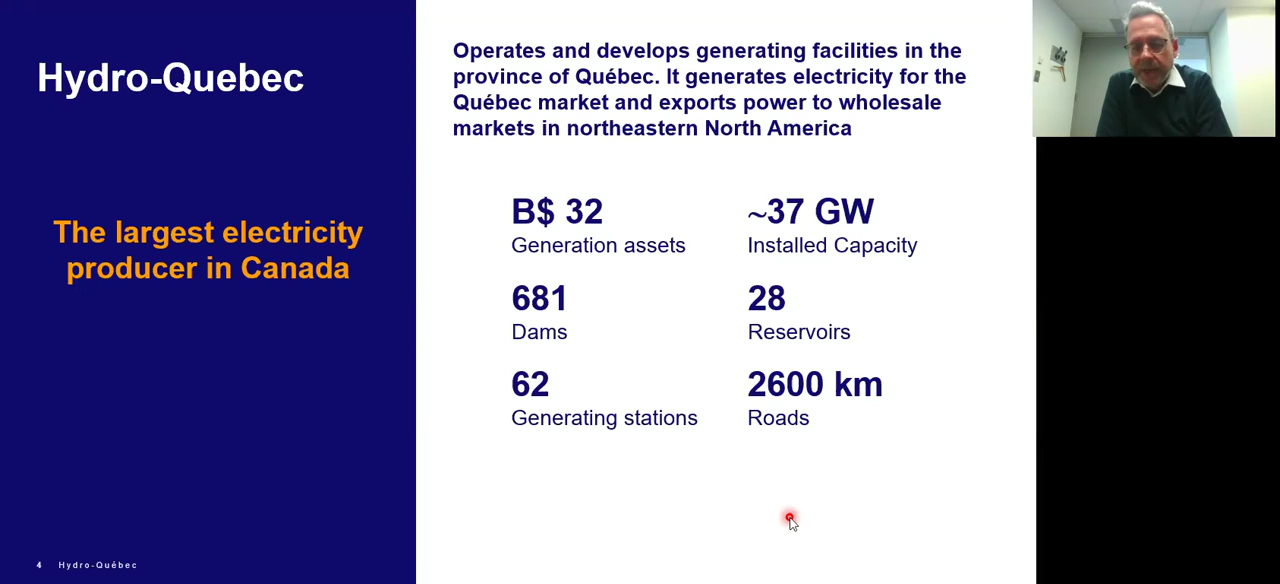 Hydro-Quebec
The largest electricity
producer in Canada
Operates and develops generating facilities in the
province of Québec. It generates electricity for the
Québec market and exports power to wholesale
markets in northeastern North America
B$ 32
Generation assets
~37 GW
Installed Capacity
681
Dams
28
Reservoirs
62
Generating stations
2600 km
Roads
4 Hydro-Québec